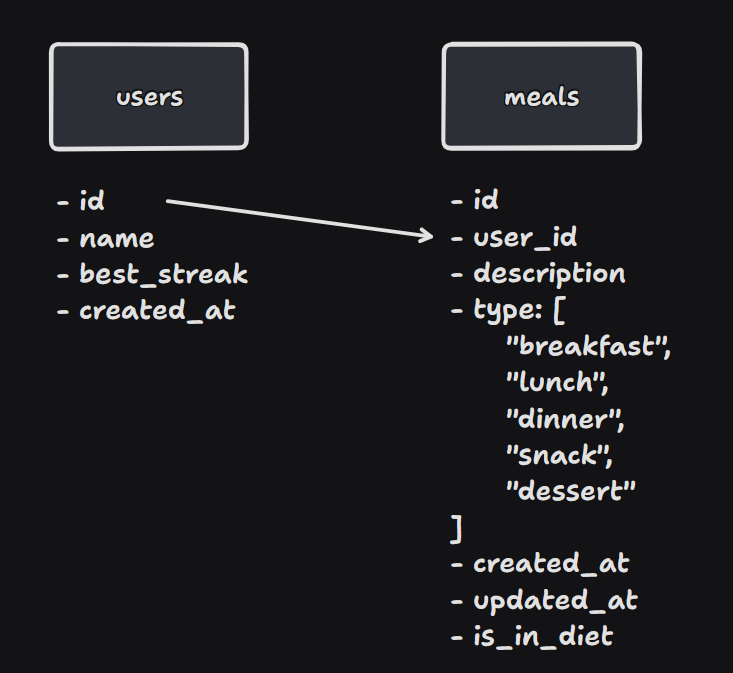 users
- id
- name
- best_streak
- created_at
meals
- id
- user_id
- description
- type: [
"breakfast",
"lunch",
"dinner",
"snack",
"dessert"
]
- created_at
- updated_at
- is_in_diet